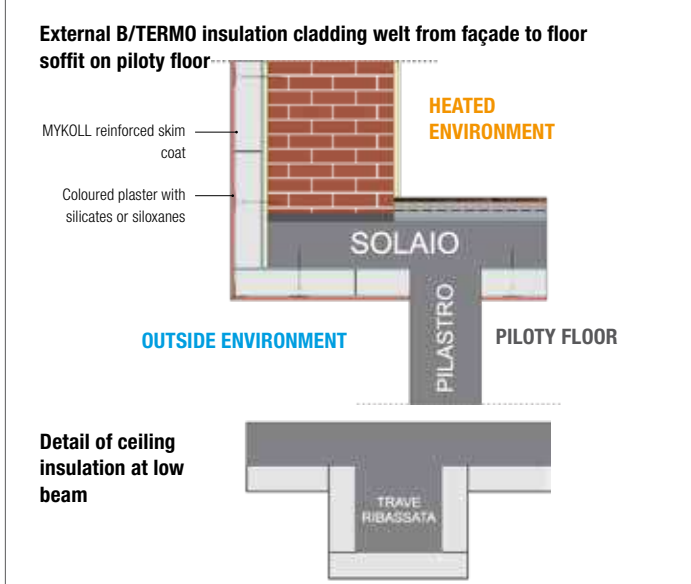 External B/TERMO insulation cladding welt from façade to floor
soffit on piloty floor
HEATED
ENVIRONMENT
MYKOLL reinforced skim
coat
Coloured plaster with
silicates or siloxanes
SOLAIO
PILASTRO
OUTSIDE ENVIRONMENT
PILOTY FLOOR
Detail of ceiling
insulation at low
beam
TRAVE
RIBASSATA